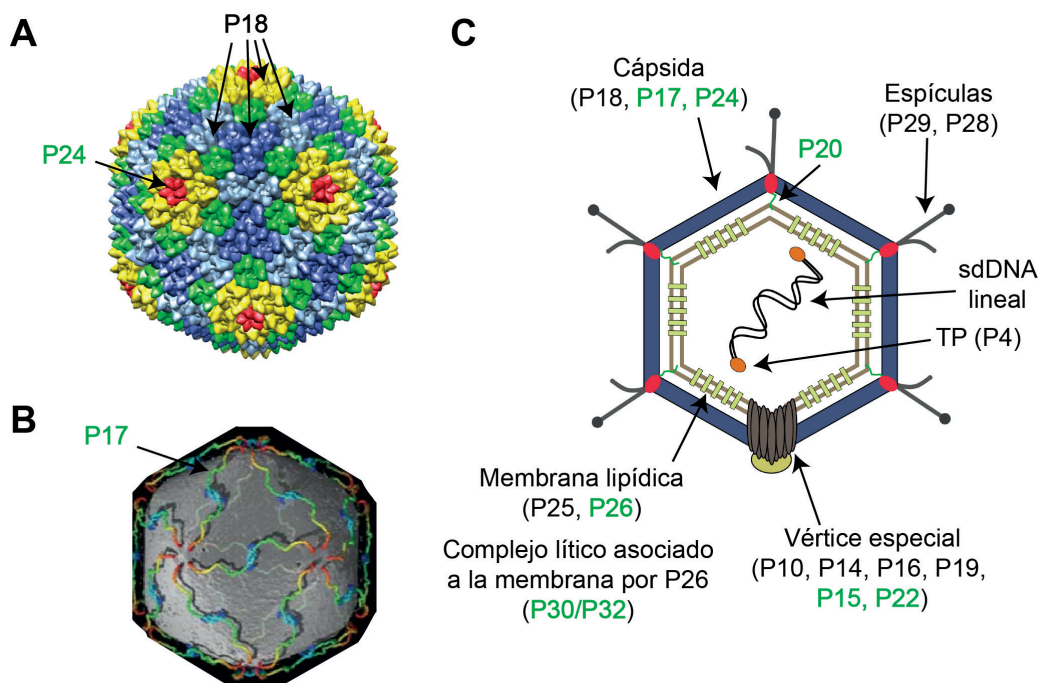 A
P18
P24
B
P17
C
Cápsida
(P18, P17, P24)
Espículas
(P29, P28)
P20
sdDNA
lineal
TP (P4)
Membrana lipídica
(P25, P26)
Complejo lítico asociado
a la membrana por P26
(P30/P32)
Vértice especial
(P10, P14, P16, P19,
P15, P22)